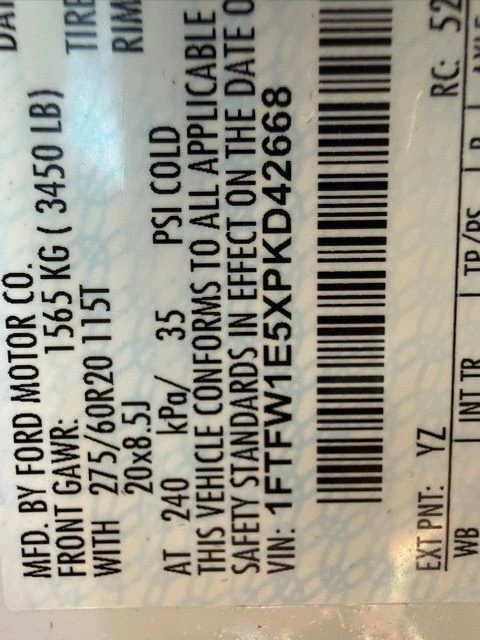 MFD. BY FORD MOTOR CO.
FRONT GAWR: 1565 KG ( 3450 LB)
WITH 275/60R20 115T TIRE
20x8.5J RIM
AT 240 kPa/ 35 PSI COLD
THIS VEHICLE CONFORMS TO ALL APPLICABLE
SAFETY STANDARDS IN EFFECT ON THE DATE O
VIN: 1FTFW1E5XPKD42668
EXT PNT: YZ RC: 52
WB INT TR TP/PS R